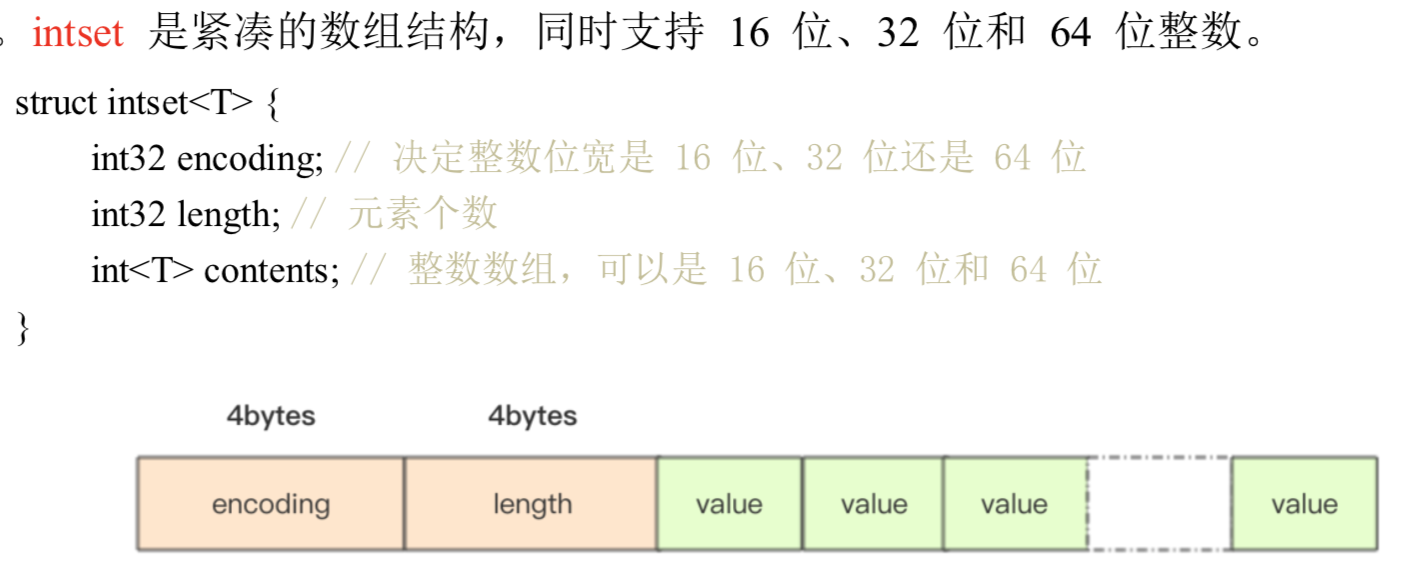 。intset 是紧凑的数组结构，同时支持 16 位、32 位和 64 位整数。
struct intset<T> {
int32 encoding; // 决定整数位宽是 16 位、32 位还是 64 位
int32 length; // 元素个数
int<T> contents; // 整数数组，可以是 16 位、32 位和 64 位
}
4bytes 4bytes
encoding length value value value value